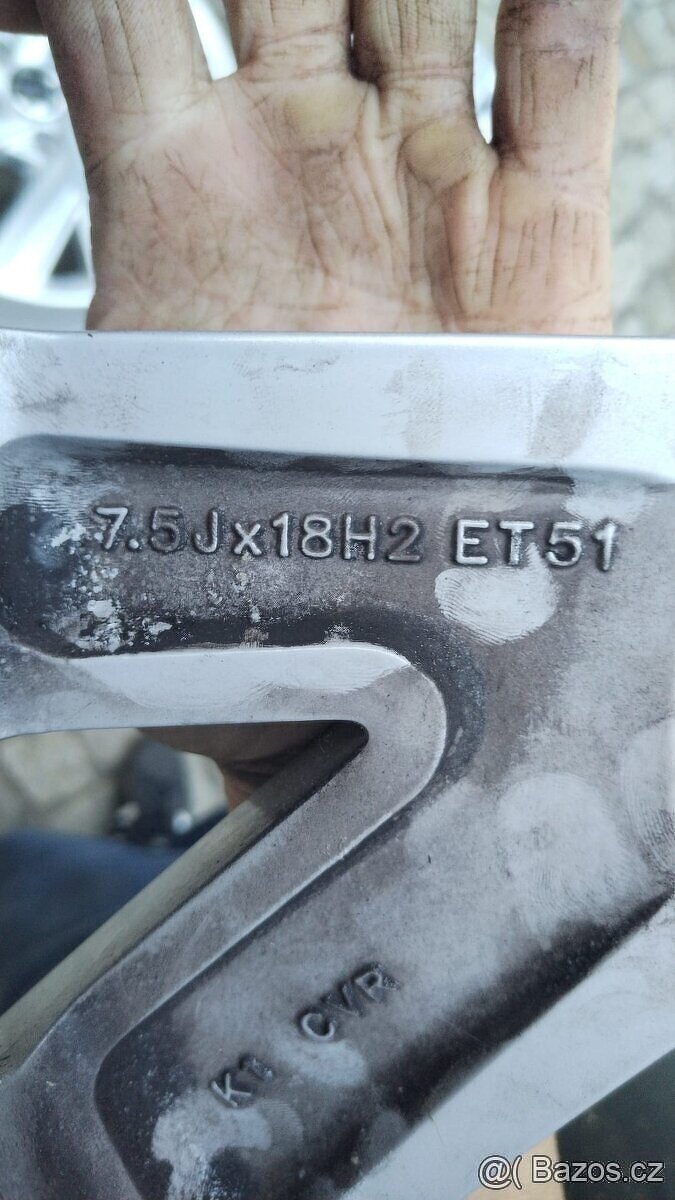 7.5Jx18H2 ET51
K1 CVR
@( Bazos.cz